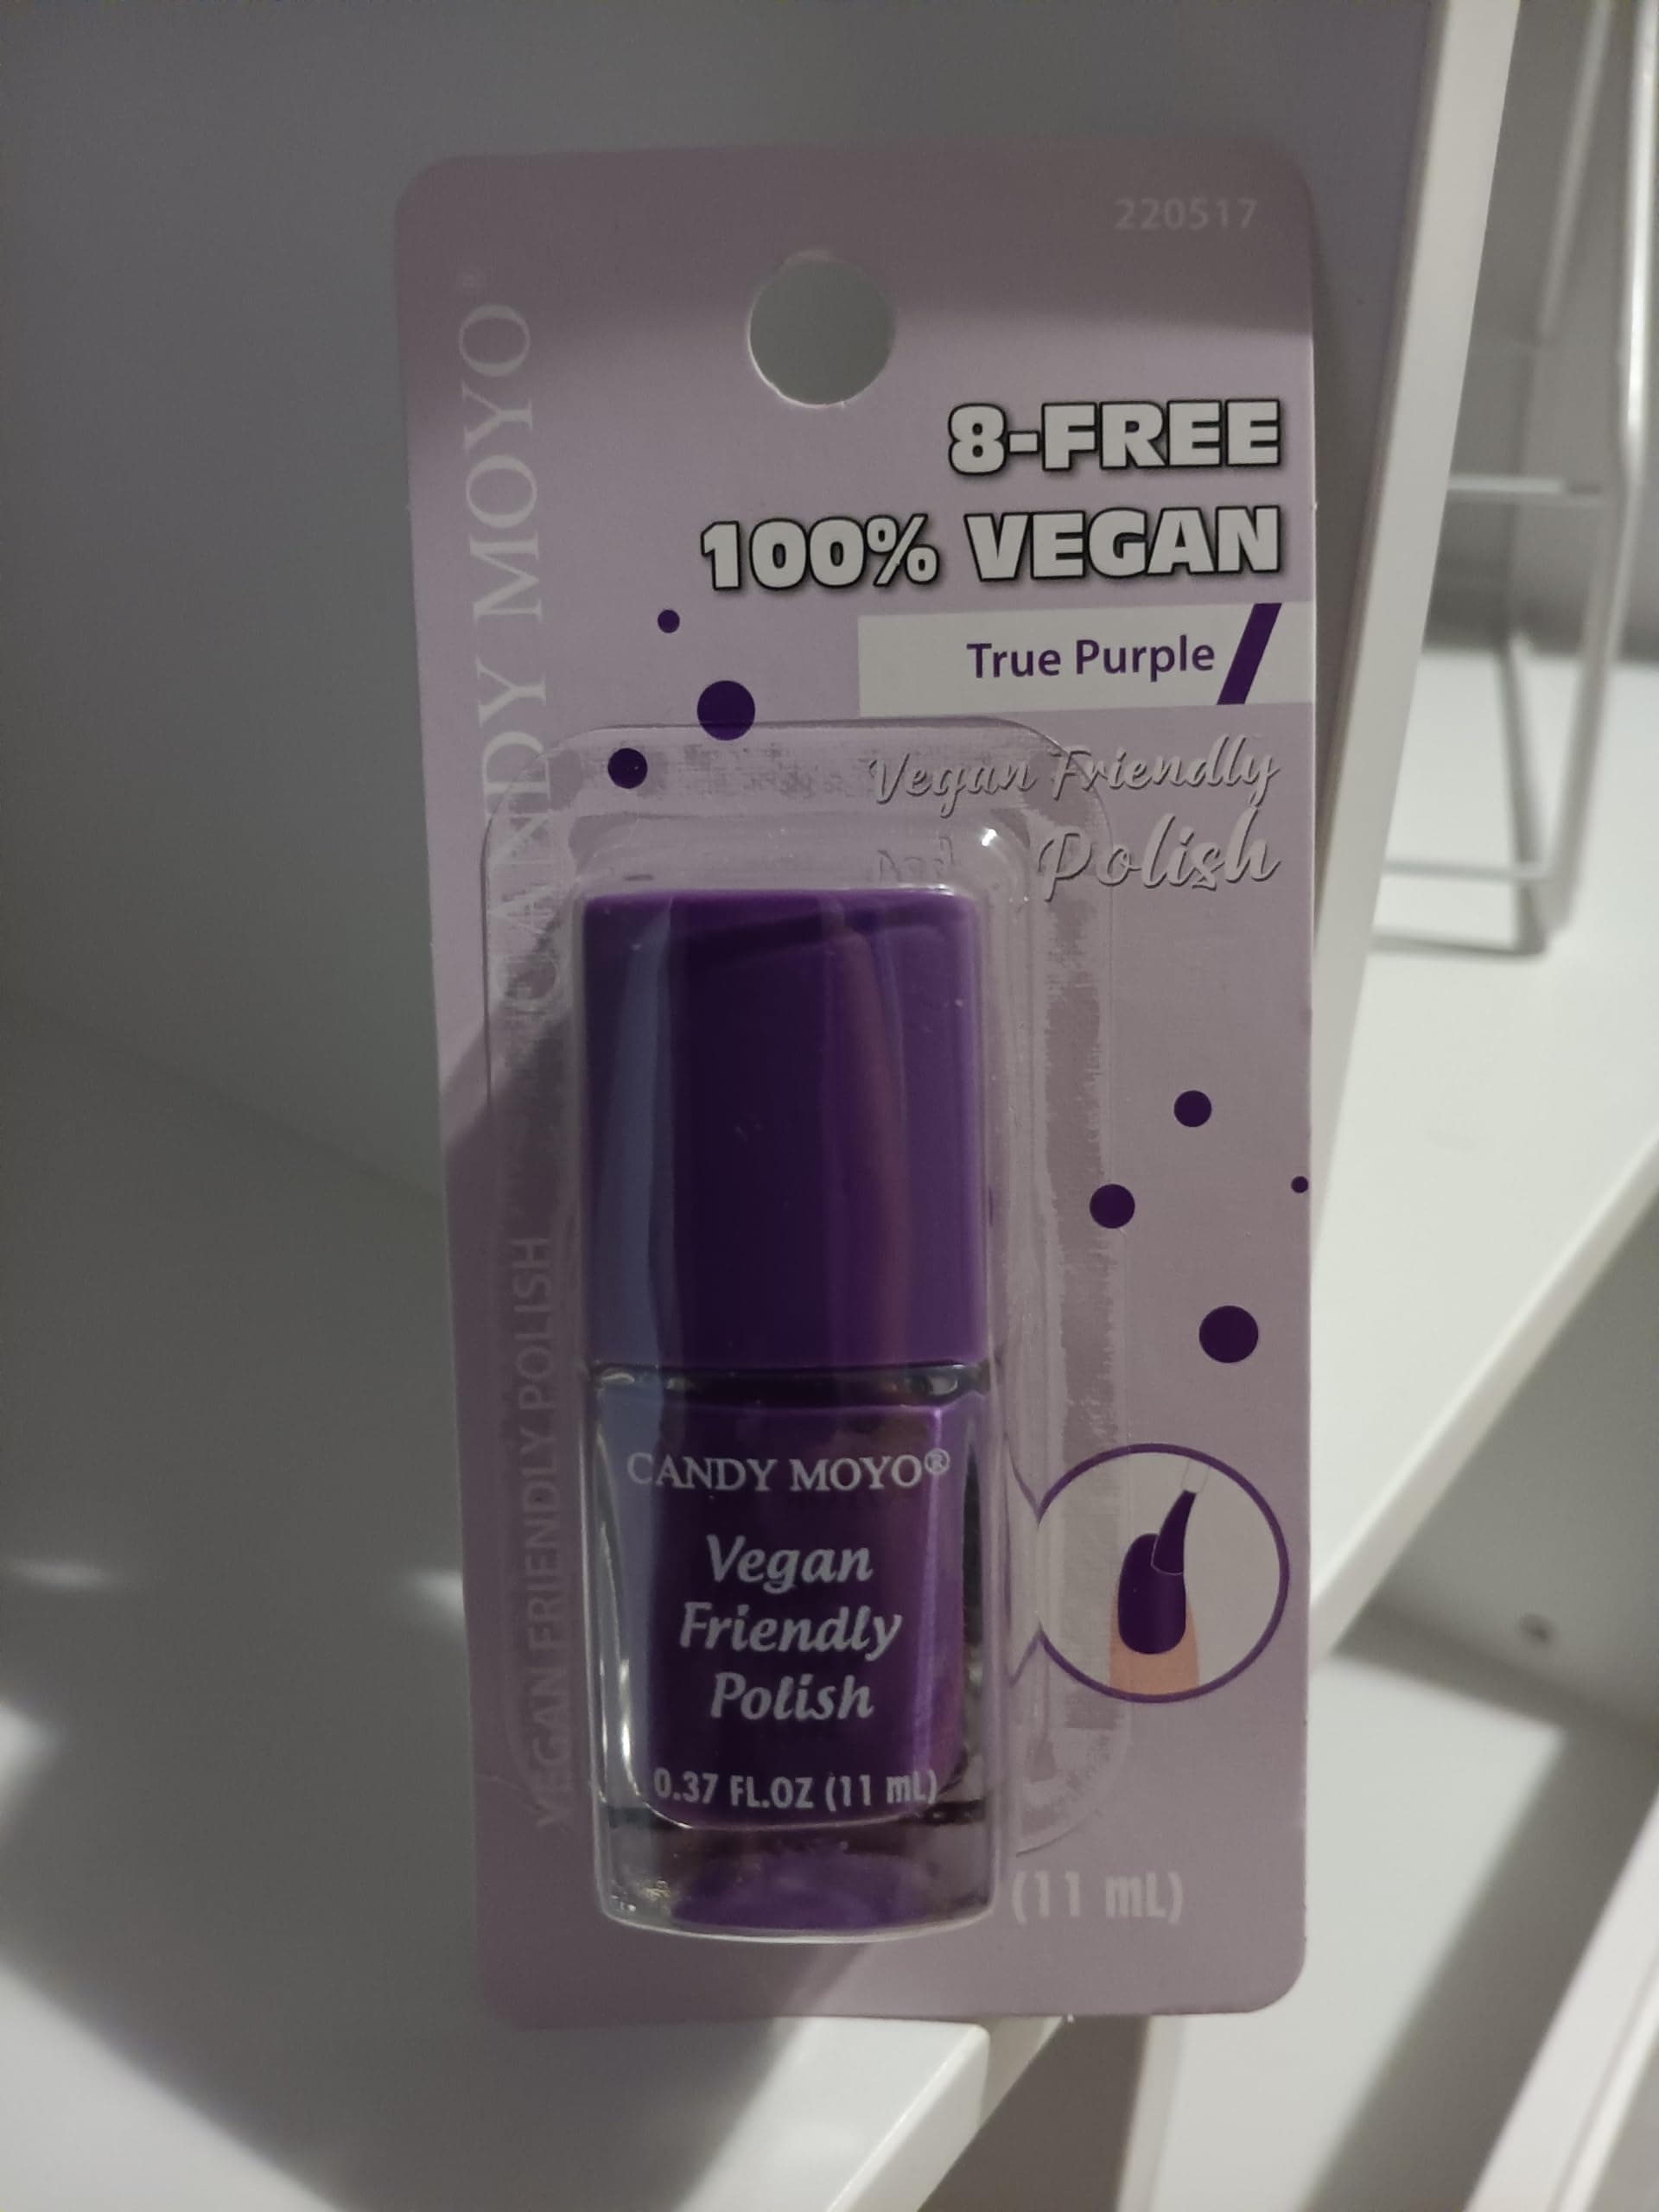 220517
CANDY MOYO
8-FREE
100% VEGAN
True Purple
Vegan Friendly
Polish
VEGAN FRIENDLY POLISH
CANDY MOYO®
Vegan
Friendly
Polish
0.37 FL.OZ (11 mL)
(11 mL)